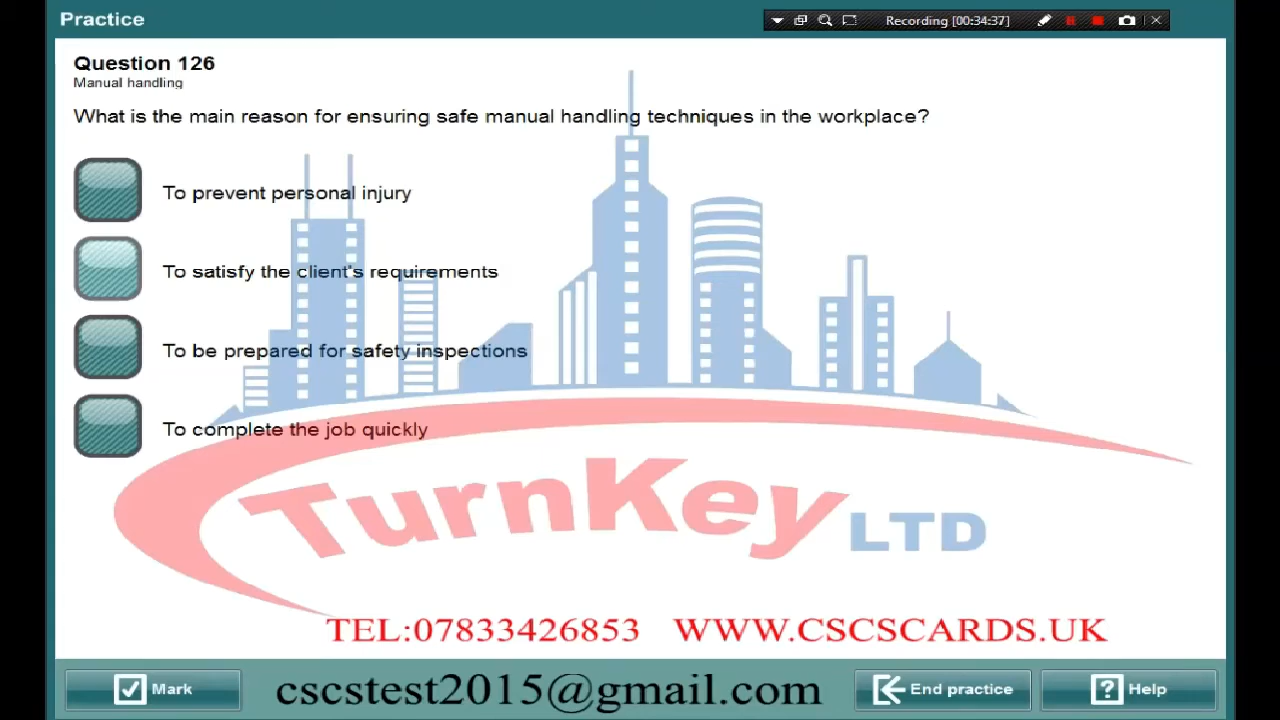 Practice
Recording [00:34:37]
Question 126
Manual handling
What is the main reason for ensuring safe manual handling techniques in the workplace?
To prevent personal injury
To satisfy the client's requirements
To be prepared for safety inspections
To complete the job quickly
TurnKey LTD
TEL:07833426853 WWW.CSCSCARDS.UK
Mark
cscstest2015@gmail.com
End practice
? Help